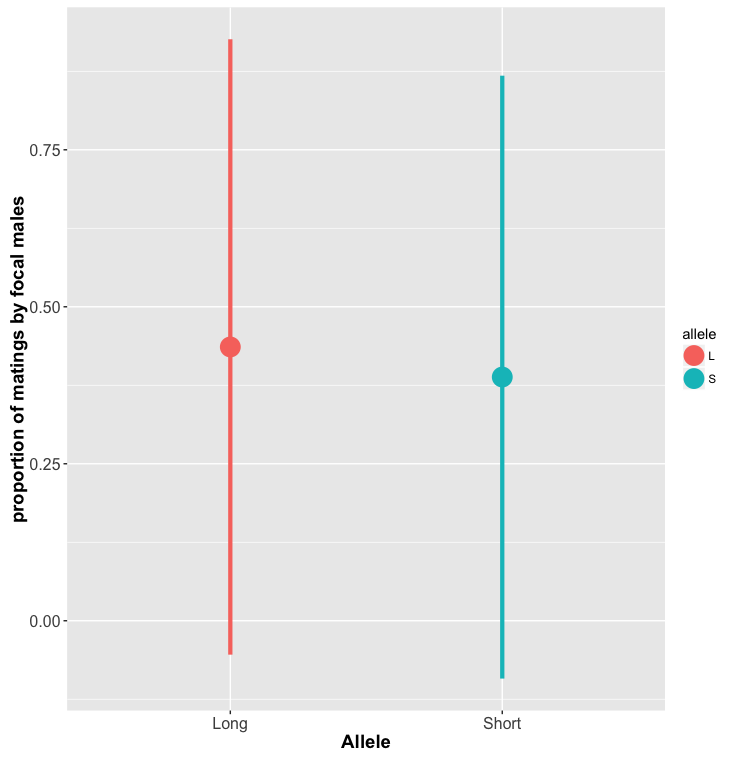 proportion of matings by focal males
0.75
0.50
0.25
0.00
Long
Short
Allele
allele
L
S